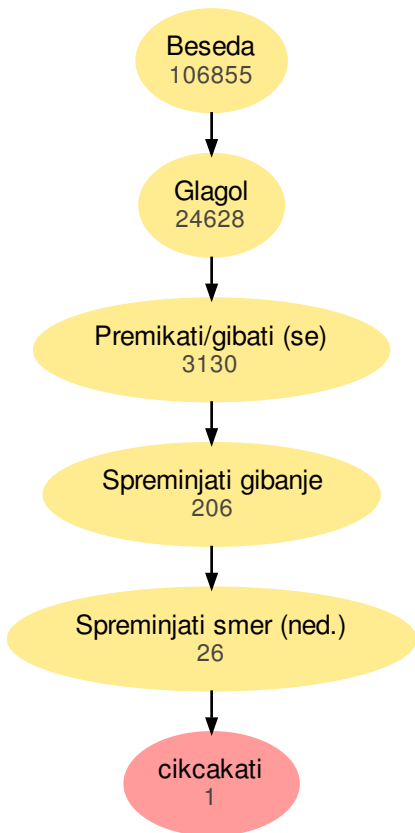 Beseda
106855
Glagol
24628
Premikati/gibati (se)
3130
Spreminjati gibanje
206
Spreminjati smer (ned.)
26
cikcakati
1